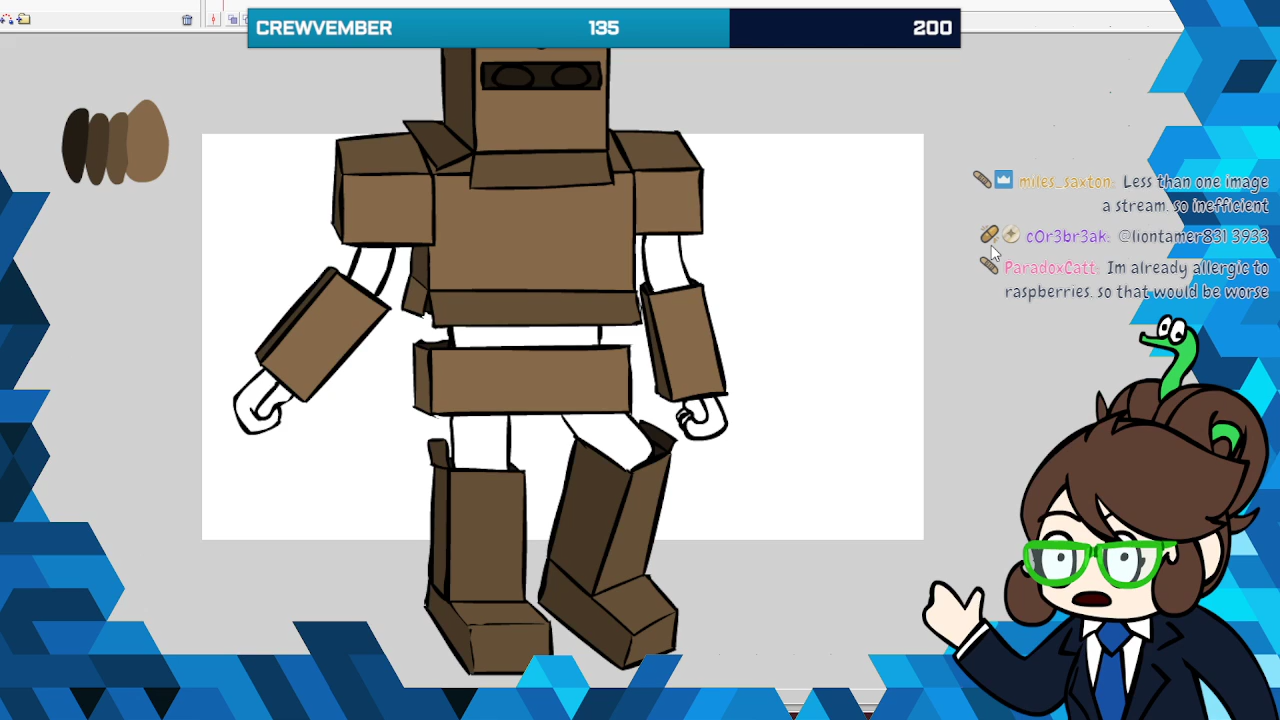 CREWVEMBER 135 200
miles_saxton: Less than one image
a stream. so inefficient
c0r3br3ak: @liontamer831 3933
ParadoxCatt: Im already allergic to
raspberries. so that would be worse